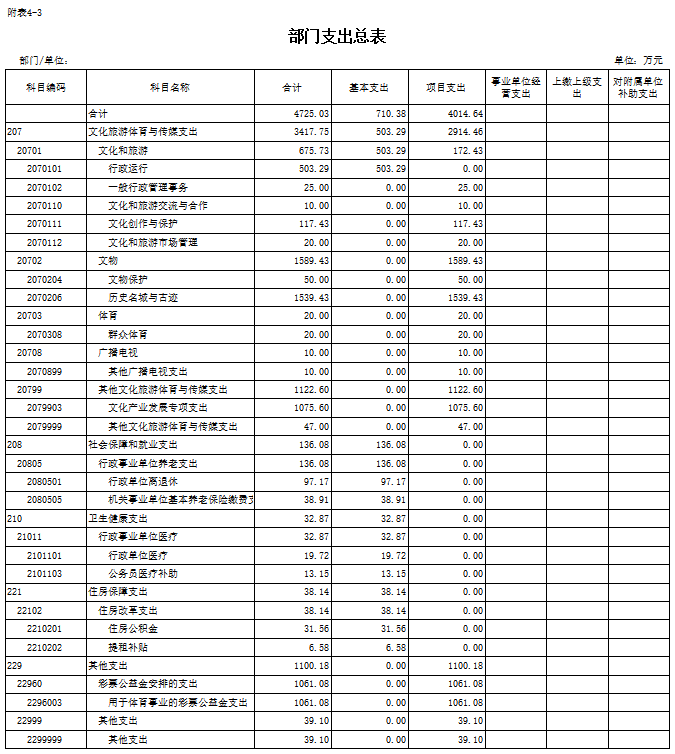 附表4-3
部门支出总表
部门/单位: 单位: 万元
科目编码 科目名称 合计 基本支出 项目支出 事业单位经营支出 上缴上级支出 对附属单位补助支出
合计 4725.03 710.38 4014.64
207 文化旅游体育与传媒支出 3417.75 503.29 2914.46
20701 文化和旅游 675.73 503.29 172.43
2070101 行政运行 503.29 503.29 0.00
2070102 一般行政管理事务 25.00 0.00 25.00
2070110 文化和旅游交流与合作 10.00 0.00 10.00
2070111 文化创作与保护 117.43 0.00 117.43
2070112 文化和旅游市场管理 20.00 0.00 20.00
20702 文物 1589.43 0.00 1589.43
2070204 文物保护 50.00 0.00 50.00
2070206 历史名城与古迹 1539.43 0.00 1539.43
20703 体育 20.00 0.00 20.00
2070308 群众体育 20.00 0.00 20.00
20708 广播电视 10.00 0.00 10.00
2070899 其他广播电视支出 10.00 0.00 10.00
20799 其他文化旅游体育与传媒支出 1122.60 0.00 1122.60
2079903 文化产业发展专项支出 1075.60 0.00 1075.60
2079999 其他文化旅游体育与传媒支出 47.00 0.00 47.00
208 社会保障和就业支出 136.08 136.08 0.00
20805 行政事业单位养老支出 136.08 136.08 0.00
2080501 行政单位离退休 97.17 97.17 0.00
2080505 机关事业单位基本养老保险缴费支 38.91 38.91 0.00
210 卫生健康支出 32.87 32.87 0.00
21011 行政事业单位医疗 32.87 32.87 0.00
2101101 行政单位医疗 19.72 19.72 0.00
2101103 公务员医疗补助 13.15 13.15 0.00
221 住房保障支出 38.14 38.14 0.00
22102 住房改革支出 38.14 38.14 0.00
2210201 住房公积金 31.56 31.56 0.00
2210202 提租补贴 6.58 6.58 0.00
229 其他支出 1100.18 0.00 1100.18
22960 彩票公益金安排的支出 1061.08 0.00 1061.08
2296003 用于体育事业的彩票公益金支出 1061.08 0.00 1061.08
22999 其他支出 39.10 0.00 39.10
2299999 其他支出 39.10 0.00 39.10